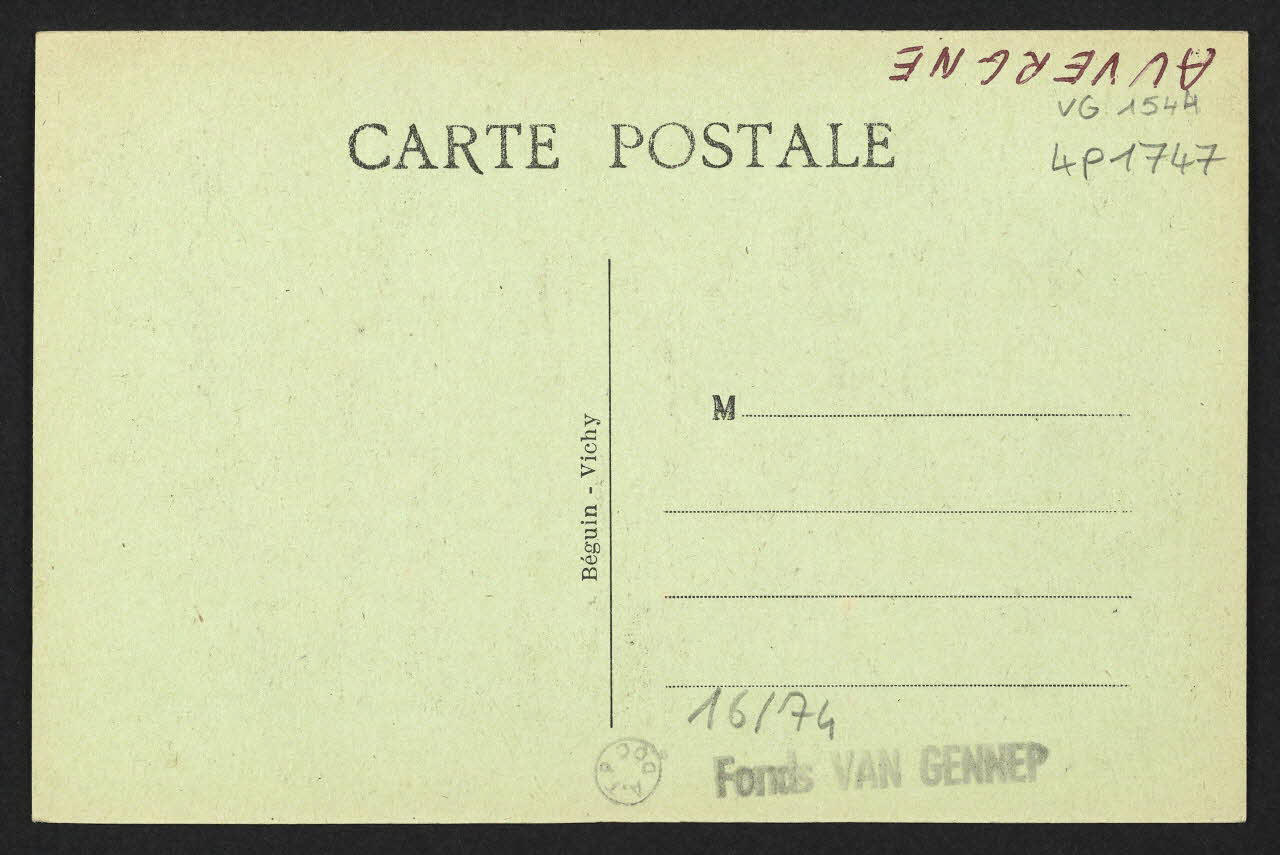 AUVERGNE
VG 1544
4P1747
CARTE POSTALE
Béguin - Vichy
M
16/74
Fonds VAN GENNEP